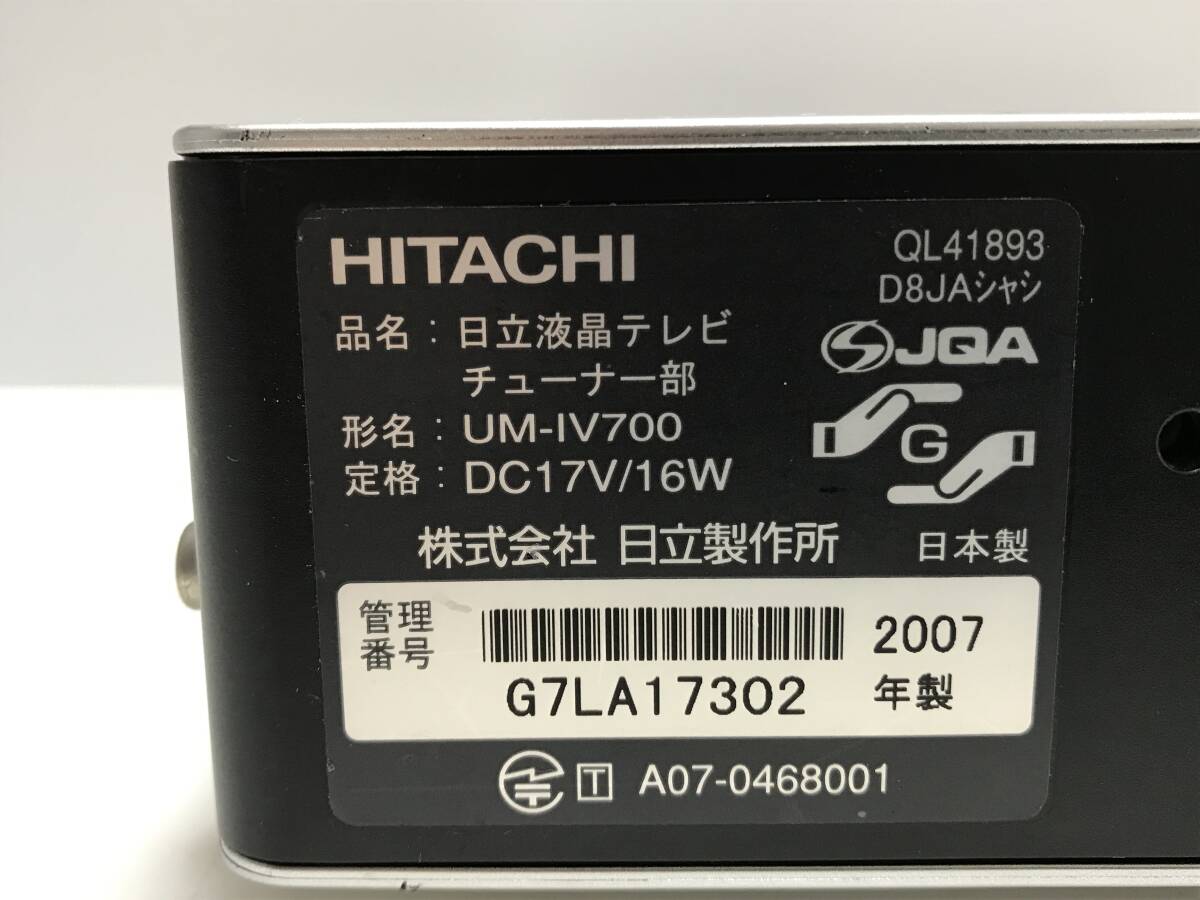 HITACHI
QL41893
D8JAシャシ
品名：日立液晶テレビ
チューナー部
JQA
形名：UM-IV700
G
定格：DC17V/16W
株式会社 日立製作所
日本製
管理
番号
2007
年製
G7LA17302
T A07-0468001